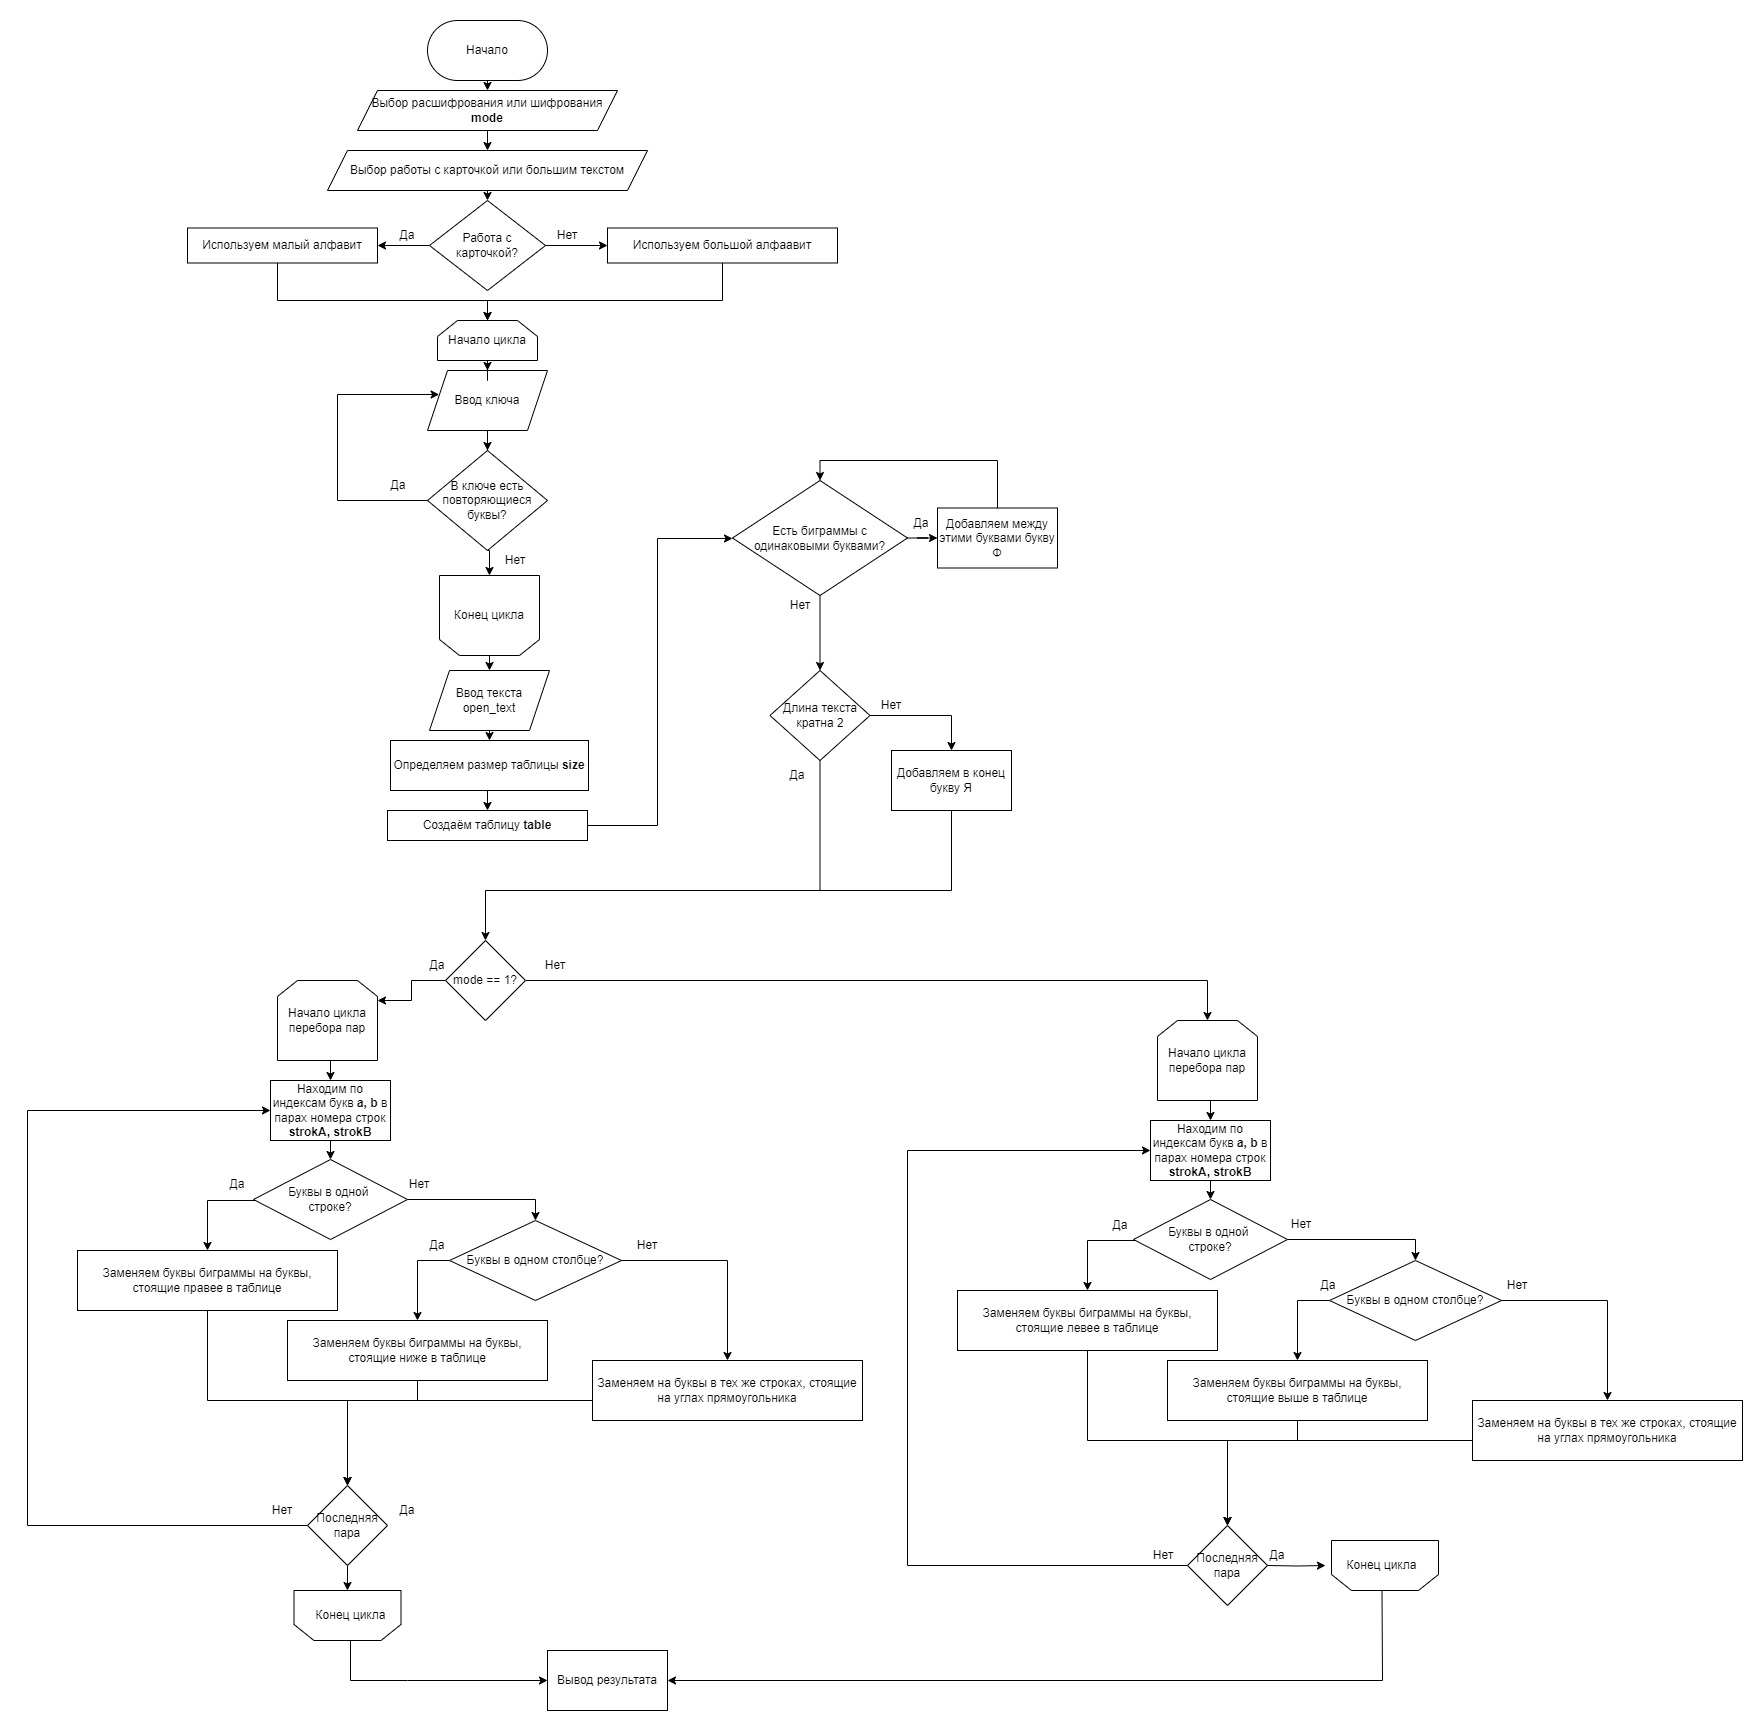 Начало
Выбор расшифрования или шифрования
mode
Выбор работы с карточкой или большим текстом
Работа с
карточкой?
Да
Нет
Используем малый алфавит
Используем большой алфаавит
Начало цикла
Ввод ключа
В ключе есть
повторяющиеся
буквы?
Да
Нет
Конец цикла
Ввод текста
open_text
Определяем размер таблицы size
Создаём таблицу table
Есть биграммы с
одинаковыми буквами?
Да
Добавляем между
этими буквами букву
Ф
Нет
Длина текста
кратна 2
Нет
Да
Добавляем в конец
букву Я
mode == 1?
Да
Нет
Начало цикла
перебора пар
Находим по
индексам букв a, b в
парах номера строк
strokA, strokB
Буквы в одной
строке?
Да
Нет
Заменяем буквы биграммы на буквы,
стоящие правее в таблице
Буквы в одном столбце?
Да
Нет
Заменяем буквы биграммы на буквы,
стоящие ниже в таблице
Заменяем на буквы в тех же строках, стоящие
на углах прямоугольника
Последняя
пара
Нет
Да
Конец цикла
Начало цикла
перебора пар
Находим по
индексам букв a, b в
парах номера строк
strokA, strokB
Буквы в одной
строке?
Да
Нет
Заменяем буквы биграммы на буквы,
стоящие левее в таблице
Буквы в одном столбце?
Да
Нет
Заменяем буквы биграммы на буквы,
стоящие выше в таблице
Заменяем на буквы в тех же строках, стоящие
на углах прямоугольника
Последняя
пара
Нет
Да
Конец цикла
Вывод результата